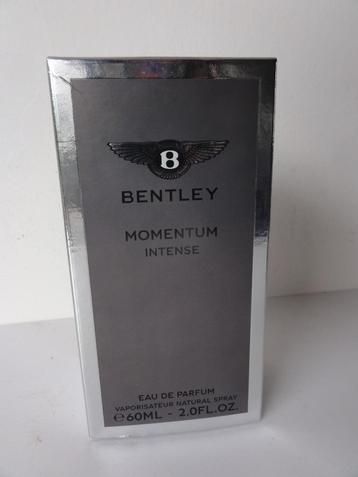 B
BENTLEY
MOMENTUM
INTENSE
EAU DE PARFUM
VAPORISATEUR NATURAL SPRAY
℮60ML - 2.0FL.OZ.